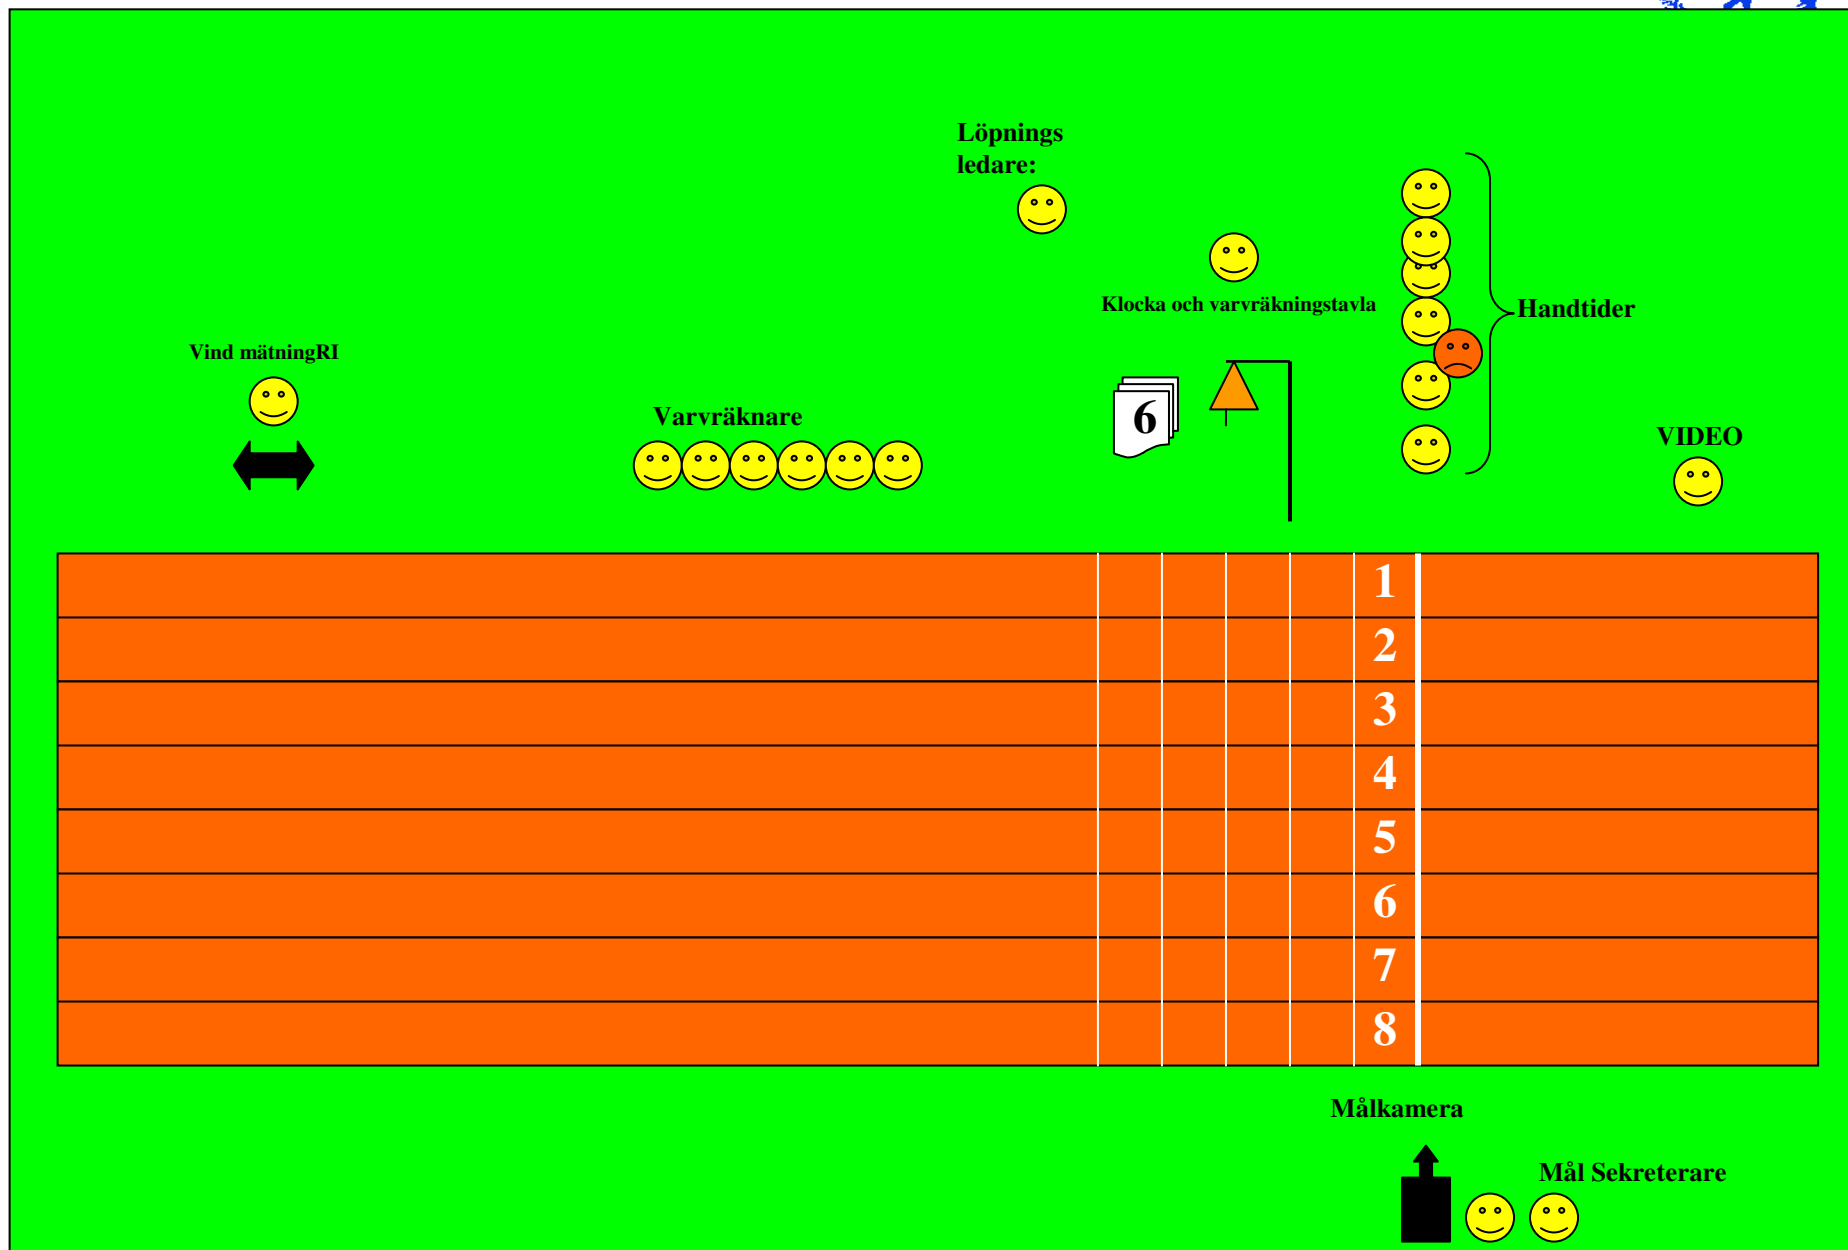 Löpnings
ledare:
Klocka och varvräkningstavla
Handtider
Vind mätningRI
Varvräknare
6
VIDEO
1
2
3
4
5
6
7
8
Målkamera
Mål Sekreterare